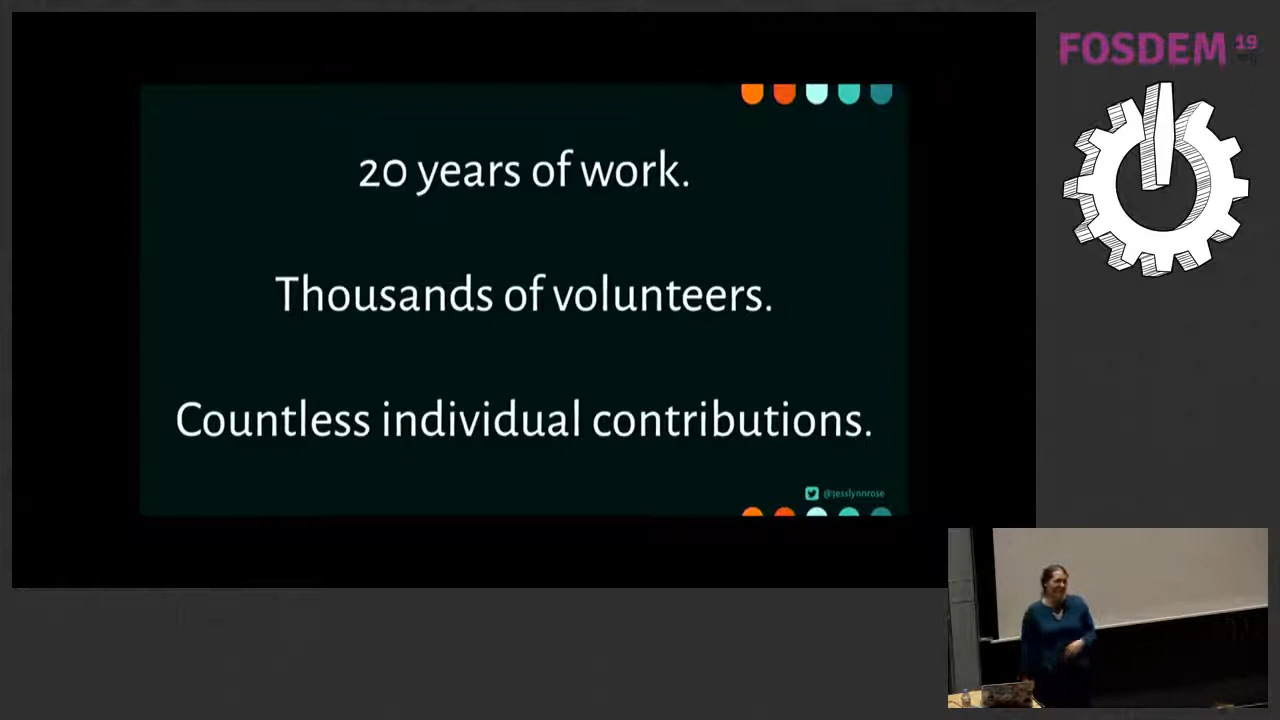 FOSDEM 19
20 years of work.
Thousands of volunteers.
Countless individual contributions.
@jesslynnrose